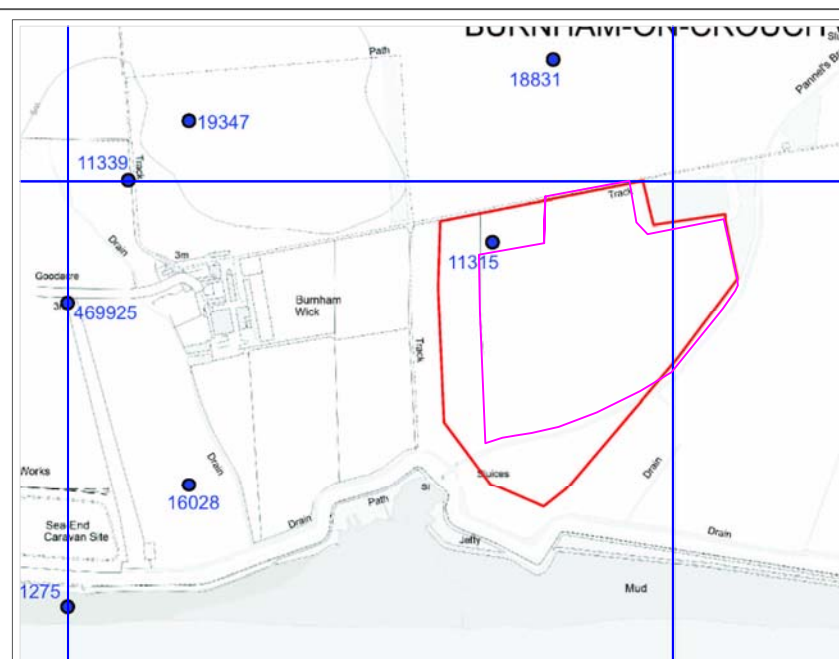 BURNHAM-ON-CROUCH
Path
18831
Pannel's
19347
11339
Track
Track
Drain
3m
11315
Goodacre
469925
Burnham
Wick
Track
Works
Drain
Sluices
Drain
16028
Path
Drain
Drain
Sea End
Caravan Site
Jetty
Mud
1275